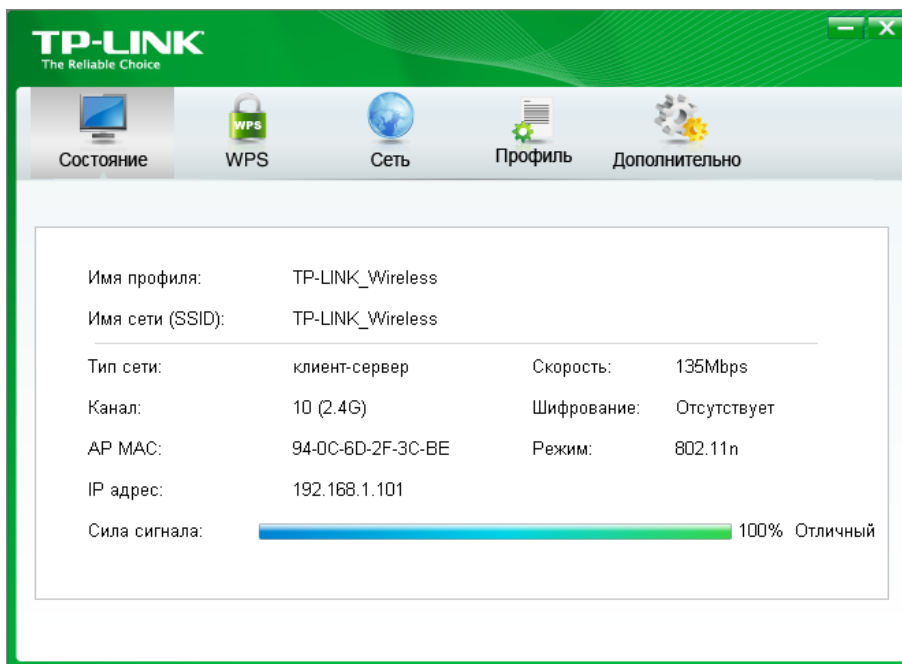 TP-LINK
The Reliable Choice
WPS
Состояние WPS Сеть Профиль Дополнительно
Имя профиля: TP-LINK_Wireless
Имя сети (SSID): TP-LINK_Wireless
Тип сети: клиент-сервер Скорость: 135Mbps
Канал: 10 (2.4G) Шифрование: Отсутствует
AP MAC: 94-0C-6D-2F-3C-BE Режим: 802.11n
IP адрес: 192.168.1.101
Сила сигнала: 100% Отличный